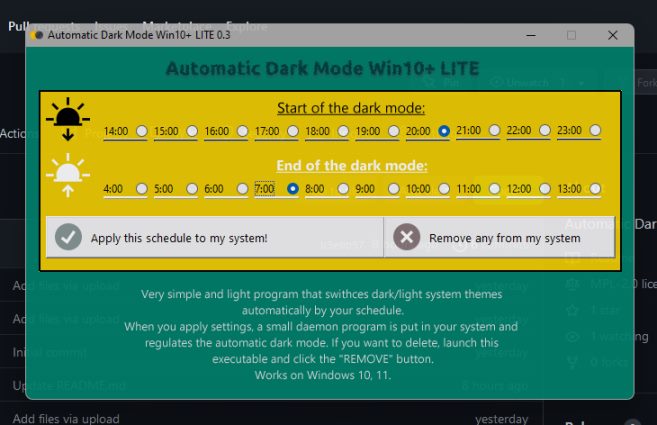 Pull requests Issues Marketplace Explore
Automatic Dark Mode Win10+ LITE 0.3
Automatic Dark Mode Win10+ LITE
Pin
Unwatch 1
Fork
Start of the dark mode:
Actions
14:00 15:00 16:00 17:00 18:00 19:00 20:00 21:00 22:00 23:00
End of the dark mode:
4:00 5:00 6:00 7:00 8:00 9:00 10:00 11:00 12:00 13:00
Apply this schedule to my system!
Remove any from my system
Automatic Dar
Readme
Add files via upload yesterday
MPL-2.0 lice
Very simple and light program that swithces dark/light system themes
automatically by your schedule.
Add files via upload yesterday
1 star
When you apply settings, a small daemon program is put in your system and
1 watching
regulates the automatic dark mode. If you want to delete, launch this
Initial commit yesterday
executable and click the "REMOVE" button.
0 forks
Works on Windows 10, 11.
Update README.md 8 hours ago
Add files via upload yesterday